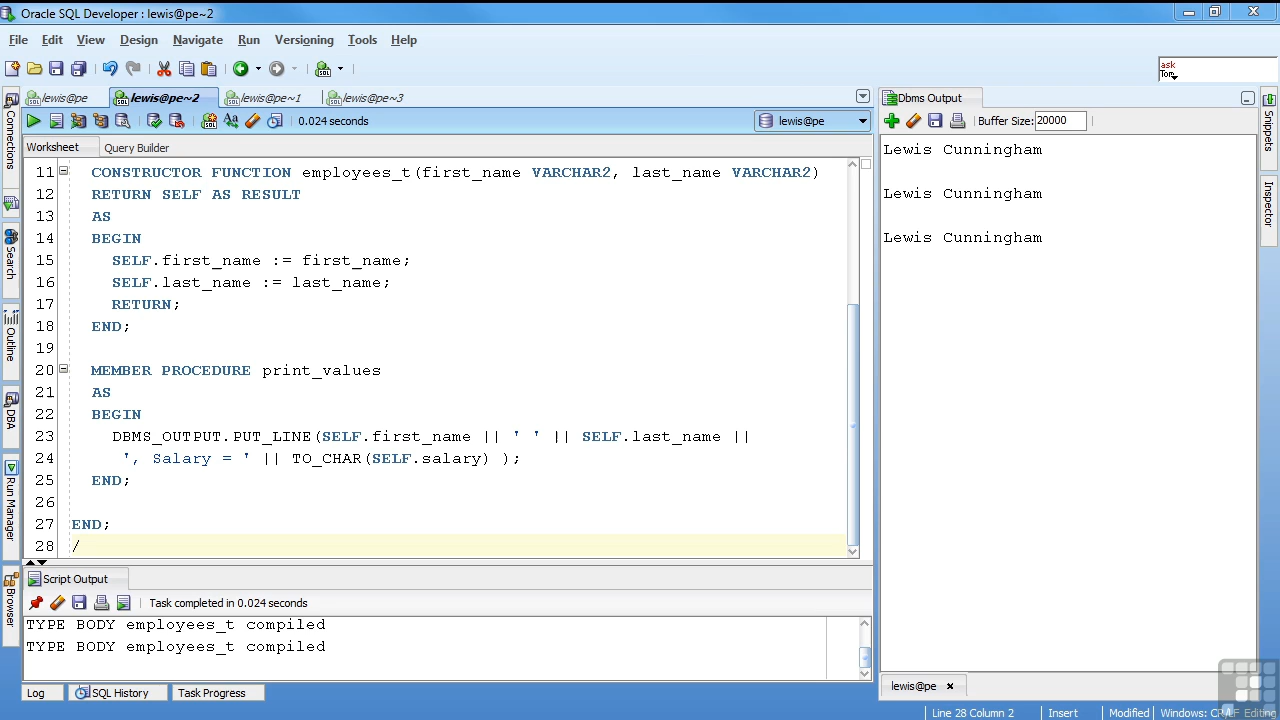 Oracle SQL Developer : lewis@pe~2
File Edit View Design Navigate Run Versioning Tools Help
ask
Tom
lewis@pe lewis@pe~2 lewis@pe~1 lewis@pe~3
0.024 seconds
lewis@pe
Worksheet Query Builder
11 CONSTRUCTOR FUNCTION employees_t(first_name VARCHAR2, last_name VARCHAR2)
12 RETURN SELF AS RESULT
13 AS
14 BEGIN
15 SELF.first_name := first_name;
16 SELF.last_name := last_name;
17 RETURN;
18 END;
19
20 MEMBER PROCEDURE print_values
21 AS
22 BEGIN
23 DBMS_OUTPUT.PUT_LINE(SELF.first_name || ' ' || SELF.last_name ||
24 ', Salary = ' || TO_CHAR(SELF.salary) );
25 END;
26
27 END;
28 /
Script Output
Task completed in 0.024 seconds
TYPE BODY employees_t compiled
TYPE BODY employees_t compiled
Log SQL History Task Progress
Dbms Output
Buffer Size: 20000
Lewis Cunningham
Lewis Cunningham
Lewis Cunningham
lewis@pe
Connections
Search
Outline
DBA
Run Manager
Browser
Snippets
Inspector
Line 28 Column 2 Insert Modified Windows: CR/LF Editing